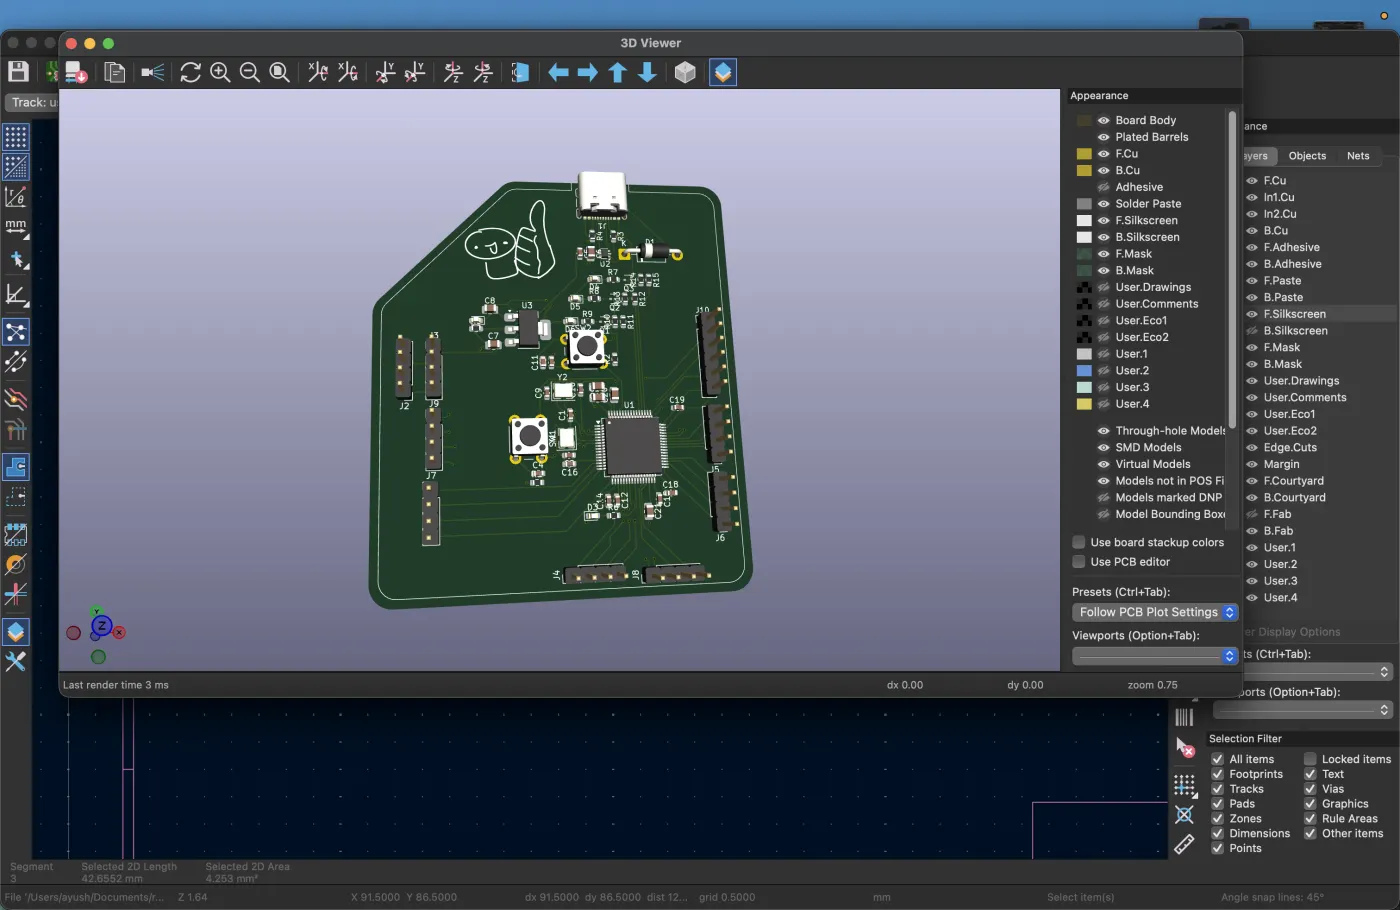 3D Viewer
Track: u
Appearance
Board Body
Plated Barrels
F.Cu
B.Cu
Adhesive
Solder Paste
F.Silkscreen
B.Silkscreen
F.Mask
B.Mask
User.Drawings
User.Comments
User.Eco1
User.Eco2
User.1
User.2
User.3
User.4
Through-hole Models
SMD Models
Virtual Models
Models not in POS Fi
Models marked DNP
Model Bounding Boxe
Use board stackup colors
Use PCB editor
Presets (Ctrl+Tab):
Follow PCB Plot Settings
Viewports (Option+Tab):
ance
ayers
Objects
Nets
F.Cu
In1.Cu
In2.Cu
B.Cu
F.Adhesive
B.Adhesive
F.Paste
B.Paste
F.Silkscreen
B.Silkscreen
F.Mask
B.Mask
User.Drawings
User.Comments
User.Eco1
User.Eco2
Edge.Cuts
Margin
F.Courtyard
B.Courtyard
F.Fab
B.Fab
User.1
User.2
User.3
User.4
er Display Options
ts (Ctrl+Tab):
ports (Option+Tab):
mm
R4
R3
D1
R7
R15
R12
D5
R9
R11
C8
U3
C7
C11
SW2
R2
J10
J3
J2
J9
Y2
C9
C1
U1
C19
SW1
C4
C16
J5
J7
C18
C12
D3
J6
J4
J8
Y
Z
X
Last render time 3 ms
dx 0.00
dy 0.00
zoom 0.75
Selection Filter
All items
Locked items
Footprints
Text
Tracks
Vias
Pads
Graphics
Zones
Rule Areas
Dimensions
Other items
Points
Segment
Selected 2D Length
Selected 2D Area
3
42.6552 mm
4.253 mm²
File '/Users/ayush/Documents/r...
Z 1.64
X 91.5000 Y 86.5000
dx 91.5000 dy 86.5000 dist 12...
grid 0.5000
mm
Select item(s)
Angle snap lines: 45°